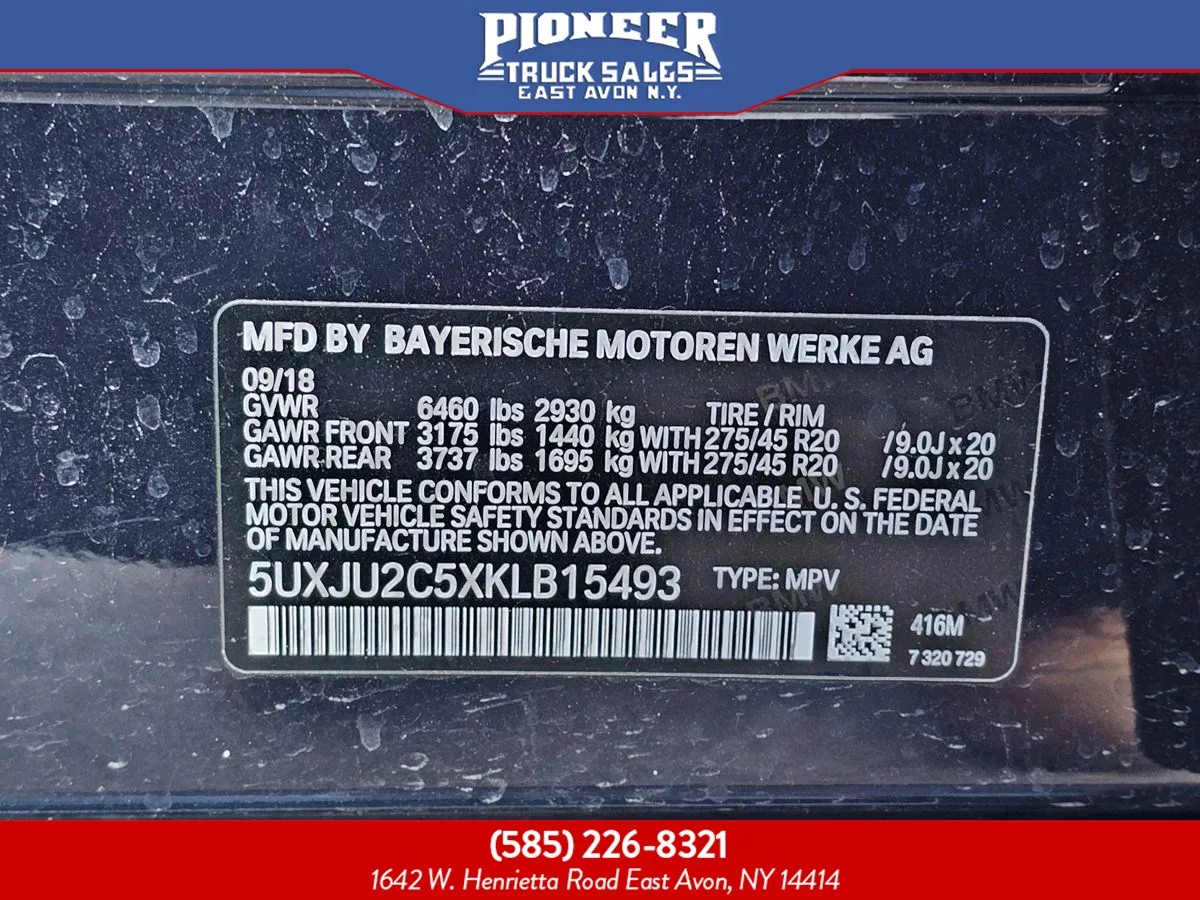 PIONEER
TRUCK SALES
EAST AVON N.Y.
MFD BY BAYERISCHE MOTOREN WERKE AG
09/18
GVWR 6460 lbs 2930 kg TIRE / RIM
GAWR FRONT 3175 lbs 1440 kg WITH 275/45 R20 / 9.0J x 20
GAWR REAR 3737 lbs 1695 kg WITH 275/45 R20 / 9.0J x 20
THIS VEHICLE CONFORMS TO ALL APPLICABLE U. S. FEDERAL
MOTOR VEHICLE SAFETY STANDARDS IN EFFECT ON THE DATE
OF MANUFACTURE SHOWN ABOVE.
5UXJU2C5XKLB15493 TYPE: MPV
416M
7 320 729
(585) 226-8321
1642 W. Henrietta Road East Avon, NY 14414